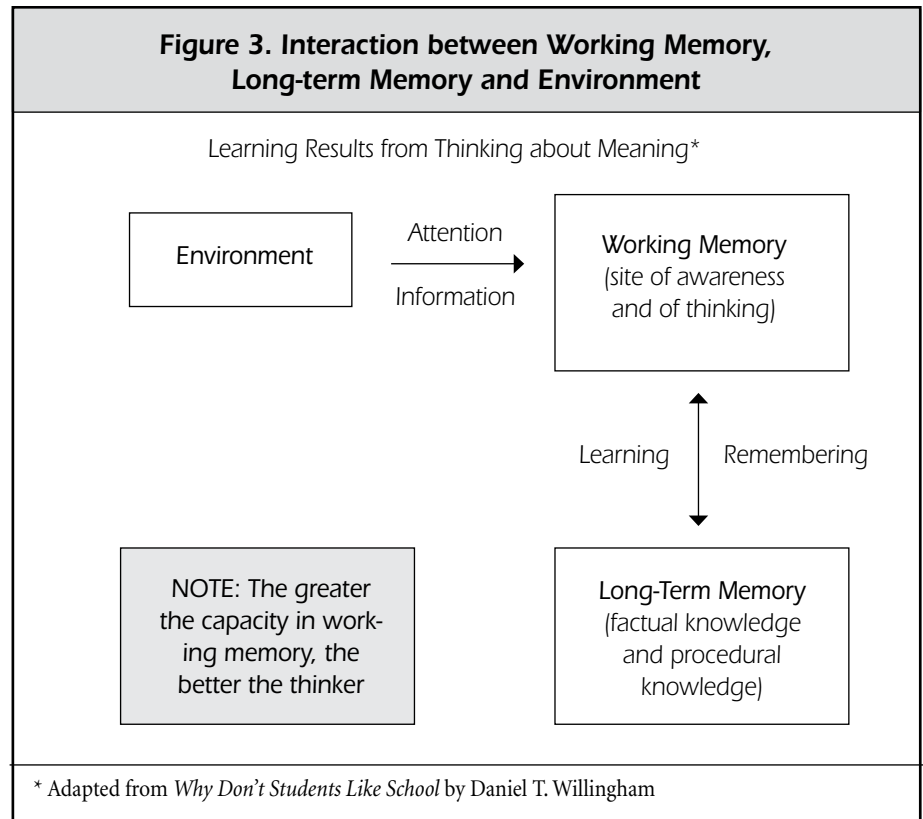 Figure 3. Interaction between Working Memory,
Long-term Memory and Environment
Learning Results from Thinking about Meaning*
Environment
Attention
Information
Working Memory
(site of awareness
and of thinking)
Learning
Remembering
NOTE: The greater
the capacity in work-
ing memory, the
better the thinker
Long-Term Memory
(factual knowledge
and procedural
knowledge)
* Adapted from Why Don't Students Like School by Daniel T. Willingham